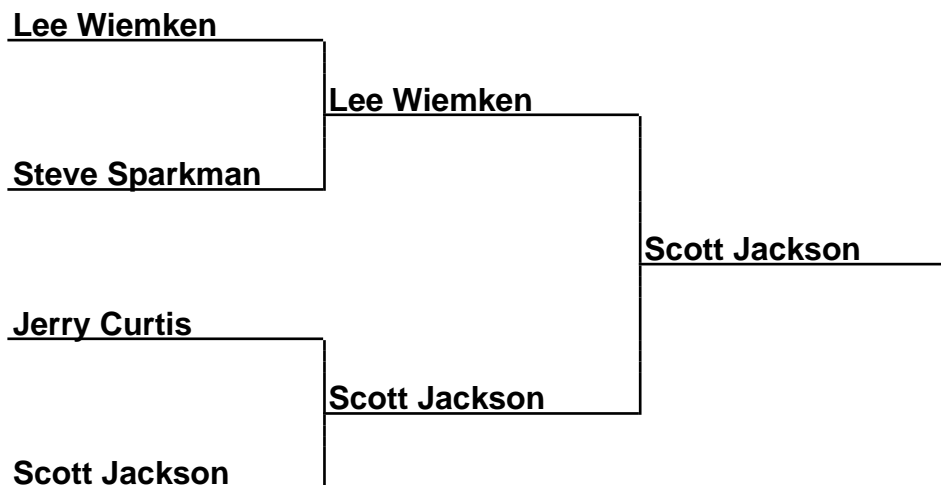 Lee Wiemken
Lee Wiemken
Steve Sparkman
Scott Jackson
Jerry Curtis
Scott Jackson
Scott Jackson